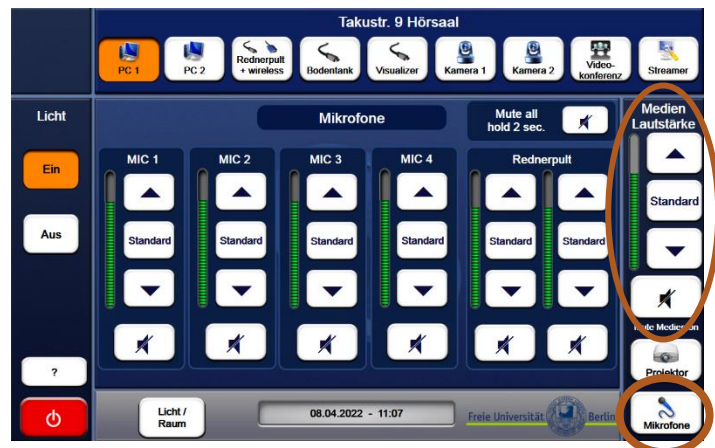 Takustr. 9 Hörsaal
PC 1
PC 2
Rednerpult
+ wireless
Bodentank
Visualizer
Kamera 1
Kamera 2
Video-
konferenz
Streamer
Licht
Ein
Aus
?
Mikrofone
Mute all
hold 2 sec.
MIC 1
MIC 2
MIC 3
MIC 4
Rednerpult
Standard
Standard
Standard
Standard
Standard
Standard
Medien
Lautstärke
Standard
Mute Medienton
Projektor
Mikrofone
Licht /
Raum
08.04.2022 - 11:07
Freie Universität Berlin